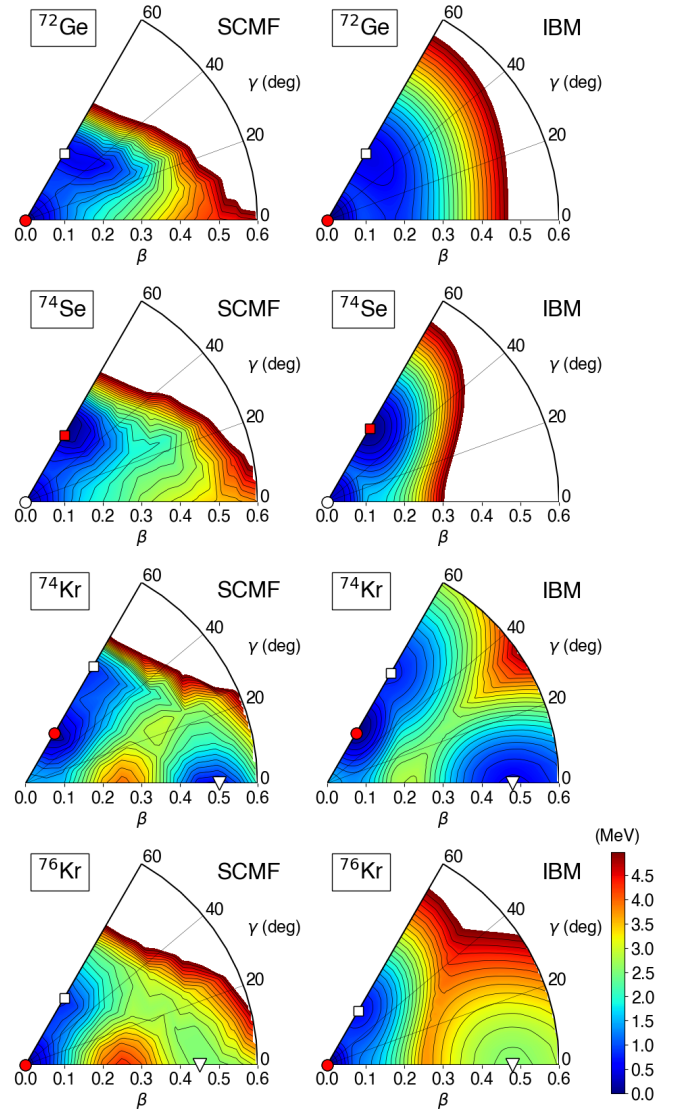 ⁷²Ge 60 SCMF
40
γ (deg)
20
0
0.0 0.1 0.2 0.3 0.4 0.5 0.6
β
⁷²Ge 60 IBM
40
γ (deg)
20
0
0.0 0.1 0.2 0.3 0.4 0.5 0.6
β
⁷⁴Se 60 SCMF
40
γ (deg)
20
0
0.0 0.1 0.2 0.3 0.4 0.5 0.6
β
⁷⁴Se 60 IBM
40
γ (deg)
20
0
0.0 0.1 0.2 0.3 0.4 0.5 0.6
β
⁷⁴Kr 60 SCMF
40
γ (deg)
20
0
0.0 0.1 0.2 0.3 0.4 0.5 0.6
β
⁷⁴Kr 60 IBM
40
γ (deg)
20
0
0.0 0.1 0.2 0.3 0.4 0.5 0.6
β
⁷⁶Kr 60 SCMF
40
γ (deg)
20
0
0.0 0.1 0.2 0.3 0.4 0.5 0.6
β
⁷⁶Kr 60 IBM
40
γ (deg)
20
0
0.0 0.1 0.2 0.3 0.4 0.5 0.6
β
(MeV)
4.5
4.0
3.5
3.0
2.5
2.0
1.5
1.0
0.5
0.0